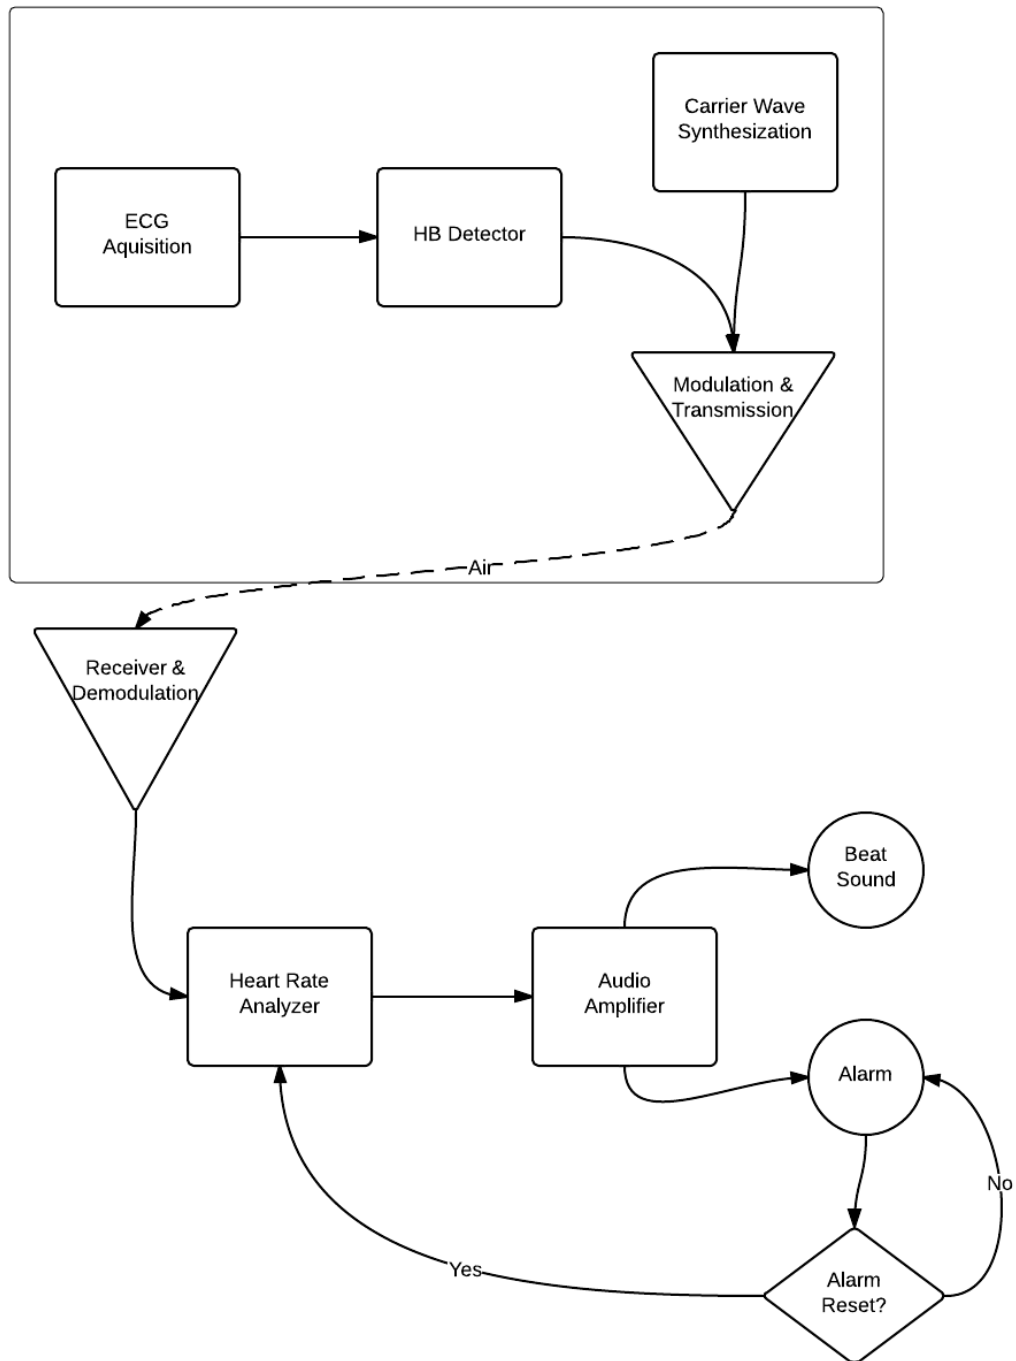 Carrier Wave
Synthesization
ECG
Aquisition
HB Detector
Modulation &
Transmission
Air
Receiver &
Demodulation
Beat
Sound
Heart Rate
Analyzer
Audio
Amplifier
Alarm
No
Yes
Alarm
Reset?